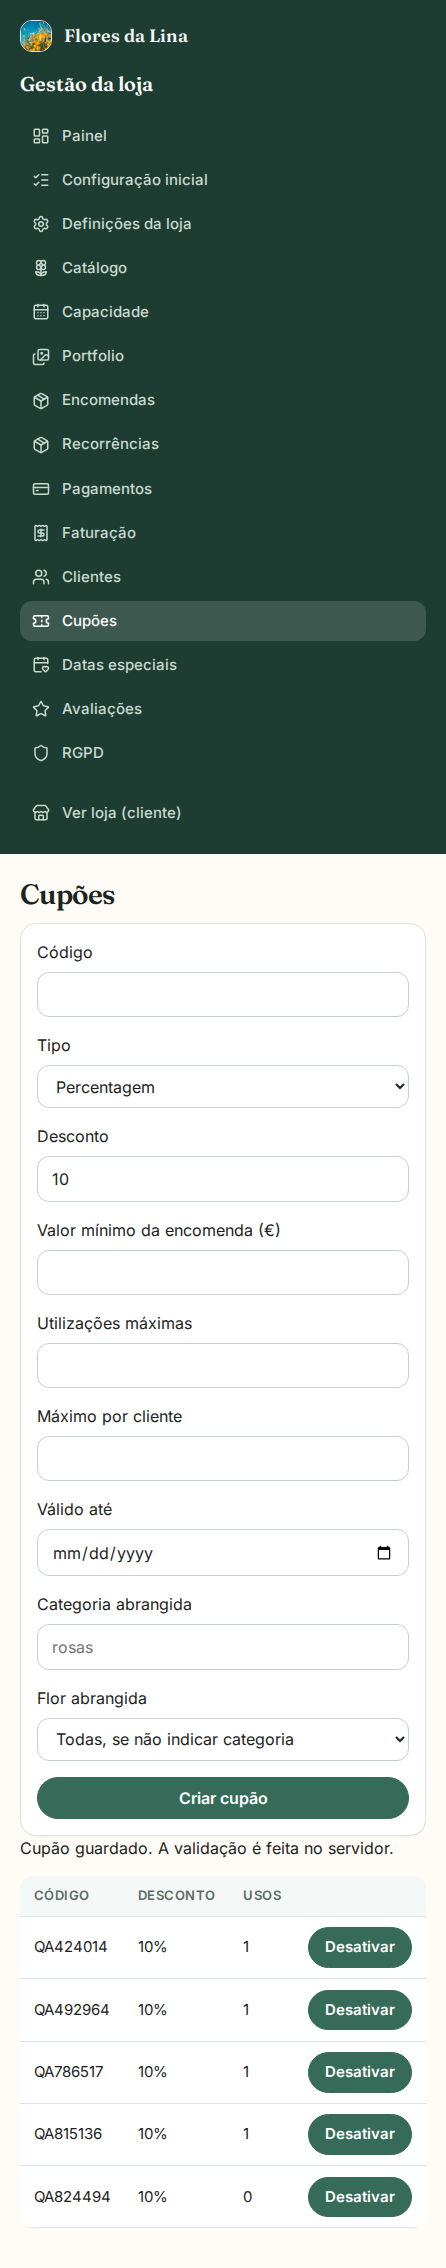 Flores da Lina
Gestão da loja
Painel
Configuração inicial
Definições da loja
Catálogo
Capacidade
Portfolio
Encomendas
Recorrências
Pagamentos
Faturação
Clientes
Cupões
Datas especiais
Avaliações
RGPD
Ver loja (cliente)
Cupões
Código
Tipo
Percentagem
Desconto
10
Valor mínimo da encomenda (€)
Utilizações máximas
Máximo por cliente
Válido até
mm/dd/yyyy
Categoria abrangida
rosas
Flor abrangida
Todas, se não indicar categoria
Criar cupão
Cupão guardado. A validação é feita no servidor.
CÓDIGO DESCONTO USOS
QA424014 10% 1 Desativar
QA492964 10% 1 Desativar
QA786517 10% 1 Desativar
QA815136 10% 1 Desativar
QA824494 10% 0 Desativar